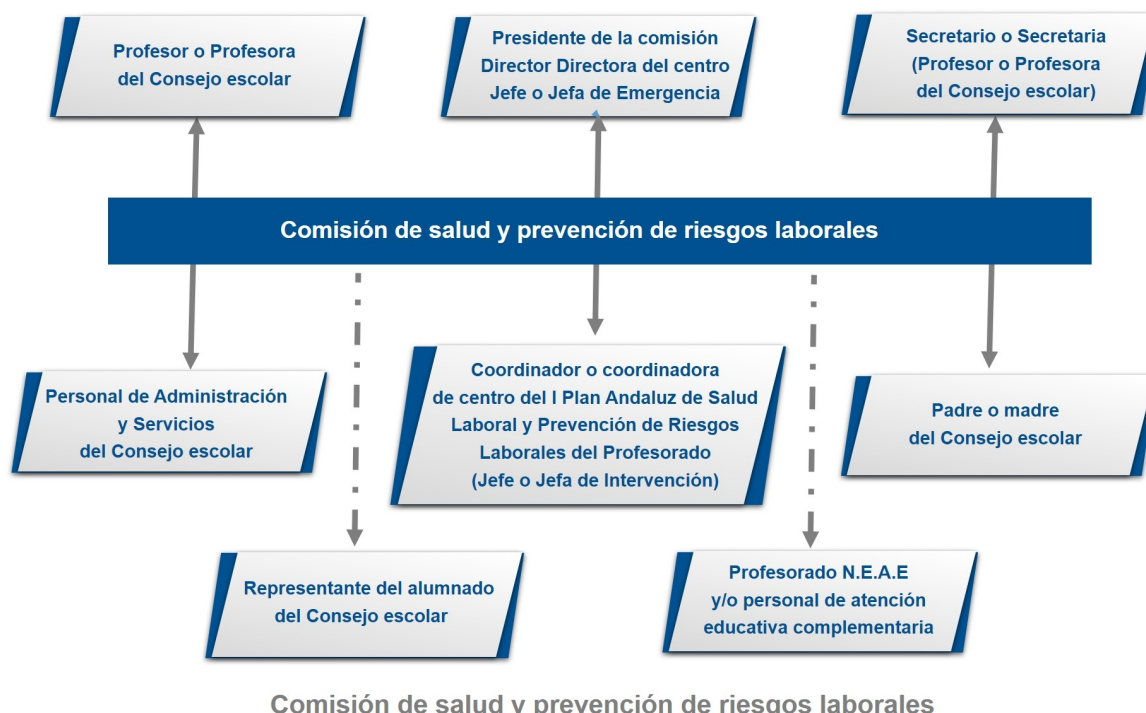 Profesor o Profesora
del Consejo escolar
Presidente de la comisión
Director Directora del centro
Jefe o Jefa de Emergencia
Secretario o Secretaria
(Profesor o Profesora
del Consejo escolar)
Comisión de salud y prevención de riesgos laborales
Personal de Administración
y Servicios
del Consejo escolar
Coordinador o coordinadora
de centro del I Plan Andaluz de Salud
Laboral y Prevención de Riesgos
Laborales del Profesorado
(Jefe o Jefa de Intervención)
Padre o madre
del Consejo escolar
Representante del alumnado
del Consejo escolar
Profesorado N.E.A.E
y/o personal de atención
educativa complementaria
Comisión de salud y prevención de riesgos laborales